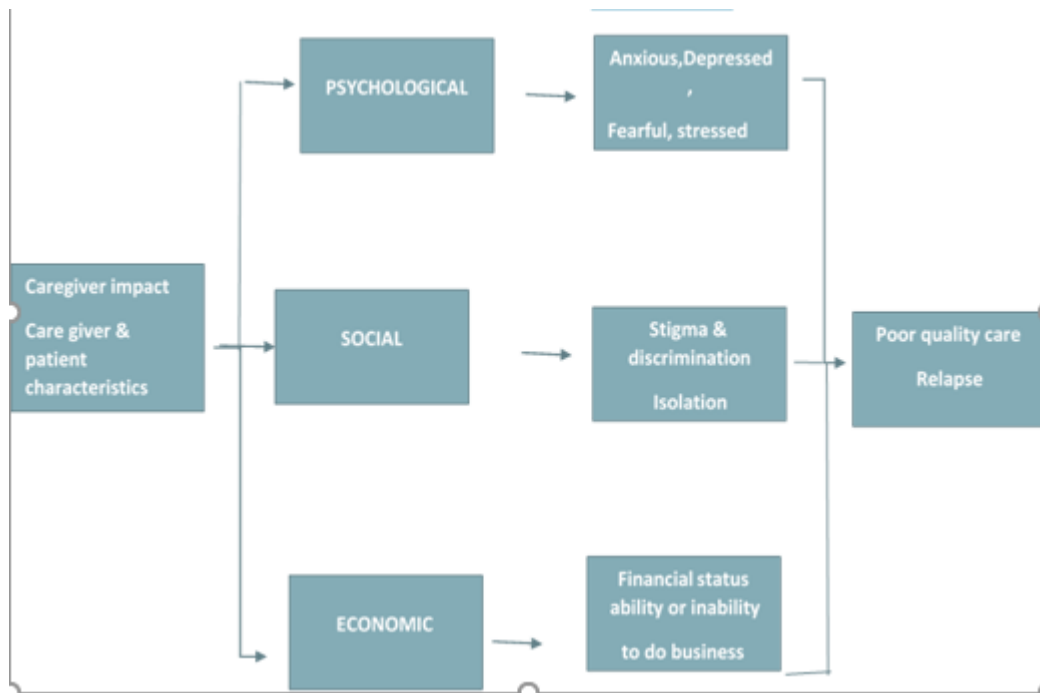 PSYCHOLOGICAL
Anxious,Depressed
,
Fearful, stressed
Caregiver impact
Care giver &
patient
characteristics
SOCIAL
Stigma &
discrimination
Isolation
Poor quality care
Relapse
ECONOMIC
Financial status
ability or inability
to do business